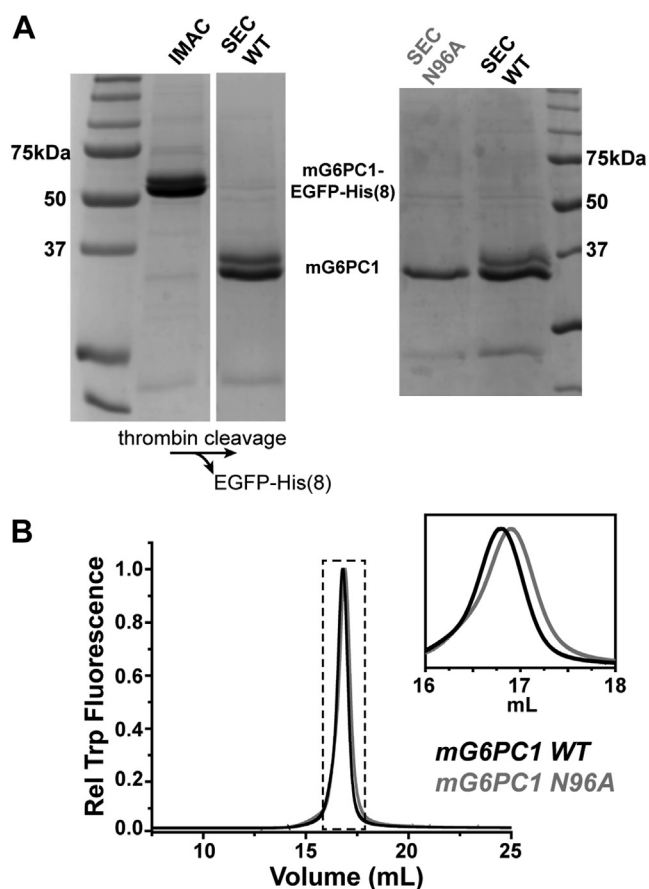 A
IMAC
SEC
WT
SEC
N96A
SEC
WT
75kDa
50
37
mG6PC1-
EGFP-His(8)
mG6PC1
75kDa
50
37
thrombin cleavage
EGFP-His(8)
B
Rel Trp Fluorescence
1.0
0.8
0.6
0.4
0.2
0.0
10
15
20
25
Volume (mL)
16
17
18
mL
mG6PC1 WT
mG6PC1 N96A